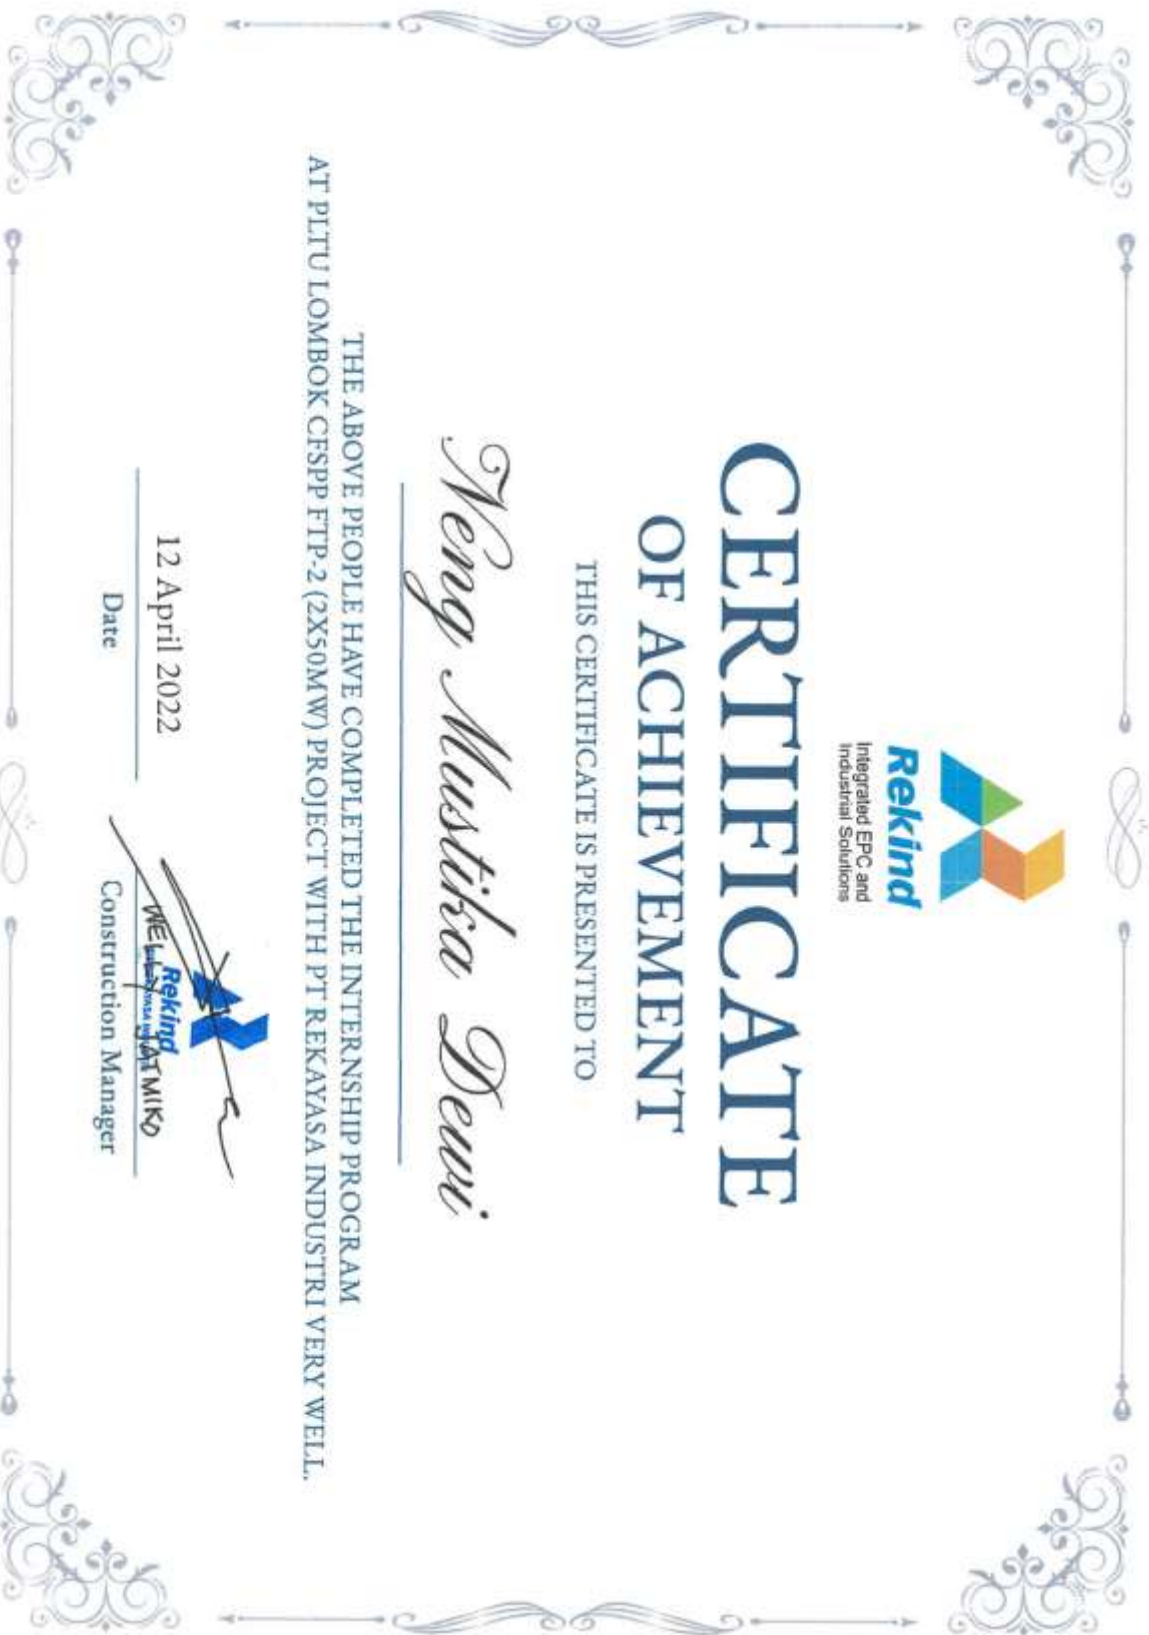 Rekind
Integrated EPC and
Industrial Solutions
CERTIFICATE
OF ACHIEVEMENT
THIS CERTIFICATE IS PRESENTED TO
Neng Mustika Dewi
THE ABOVE PEOPLE HAVE COMPLETED THE INTERNSHIP PROGRAM
AT PLTU LOMBOK CFSPP FTP-2 (2X50MW) PROJECT WITH PT REKAYASA INDUSTRI VERY WELL.
12 April 2022
Date
Rekind
WELLY JATMIKO
Construction Manager